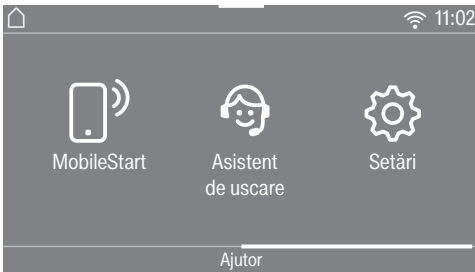 11:02
MobileStart
Asistent
de uscare
Setări
Ajutor